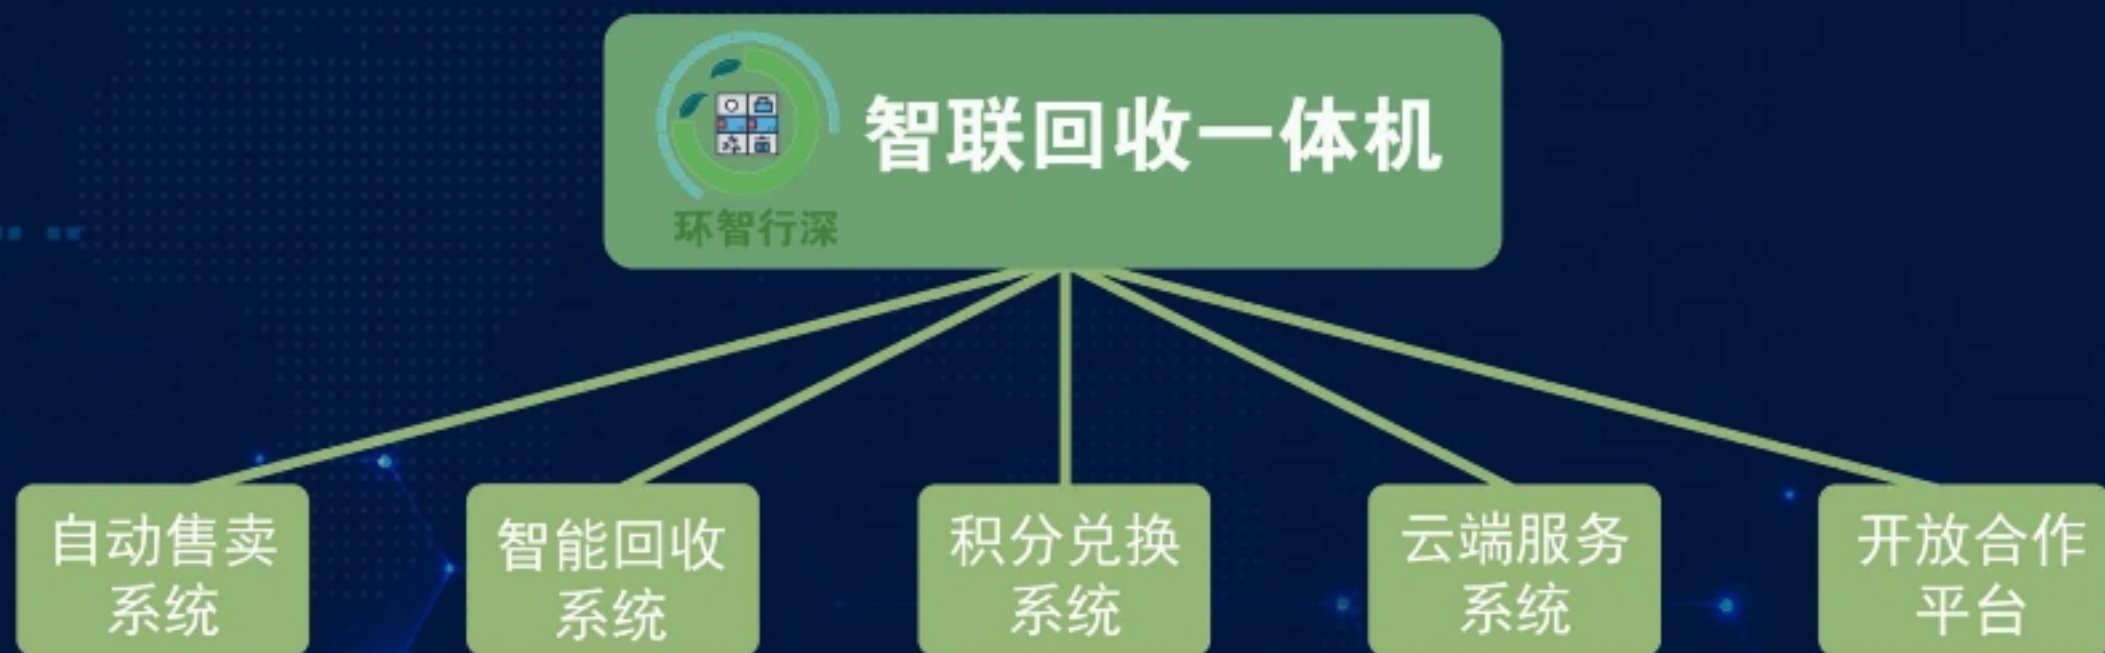 智联回收一体机
环智行深
自动售卖
系统
智能回收
系统
积分兑换
系统
云端服务
系统
开放合作
平台